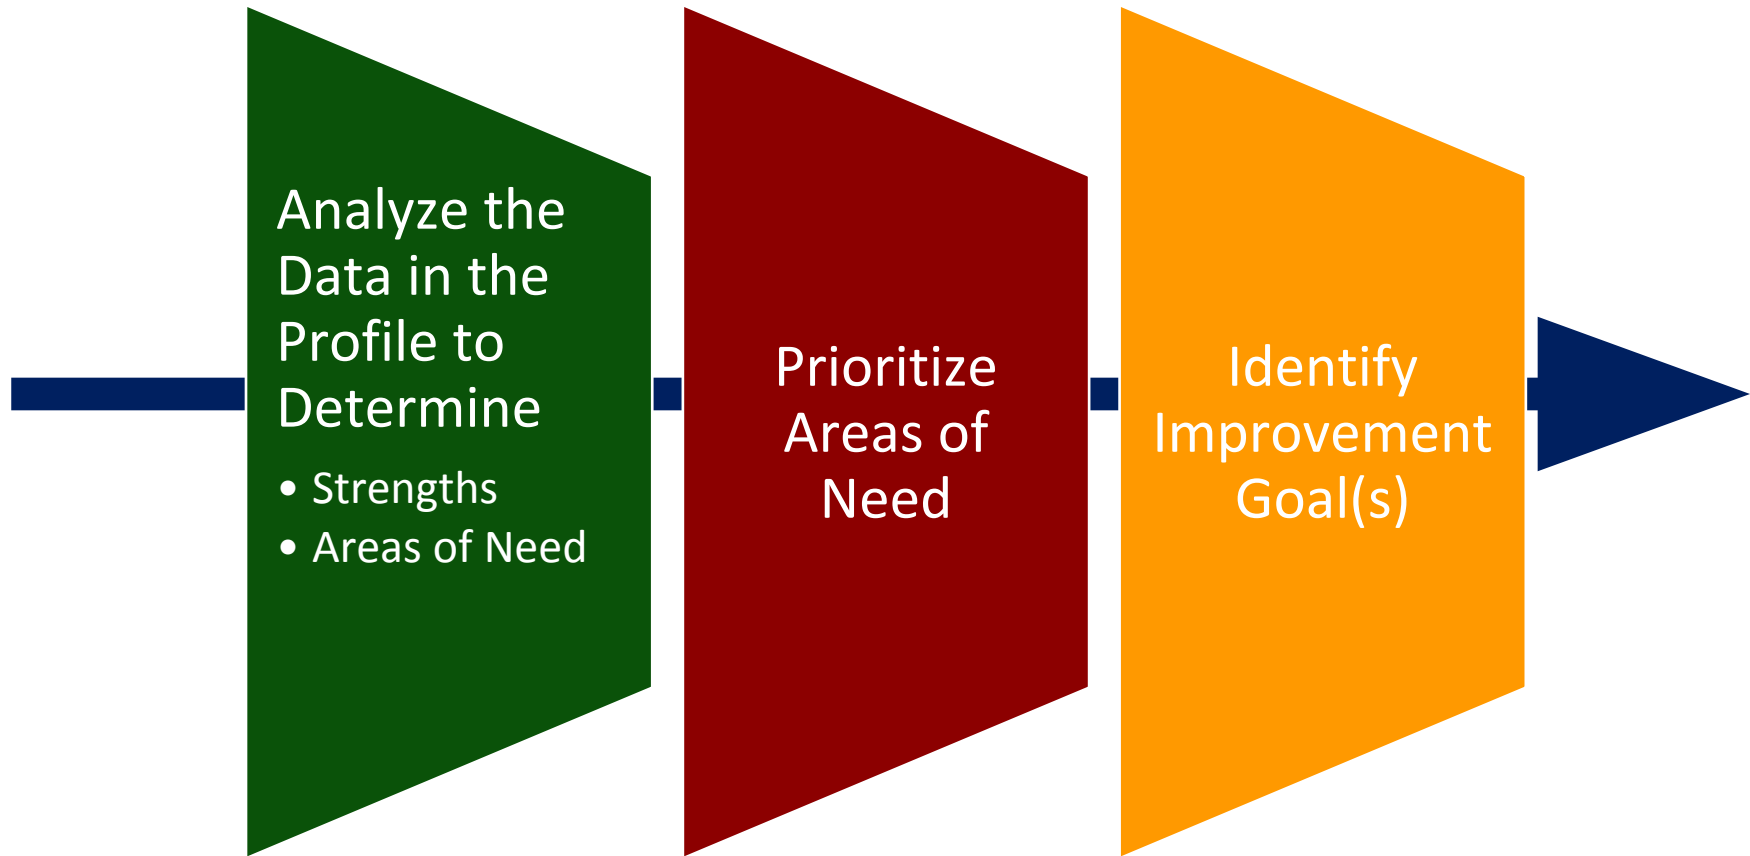 Analyze the
Data in the
Profile to
Determine
• Strengths
• Areas of Need
Prioritize
Areas of
Need
Identify
Improvement
Goal(s)